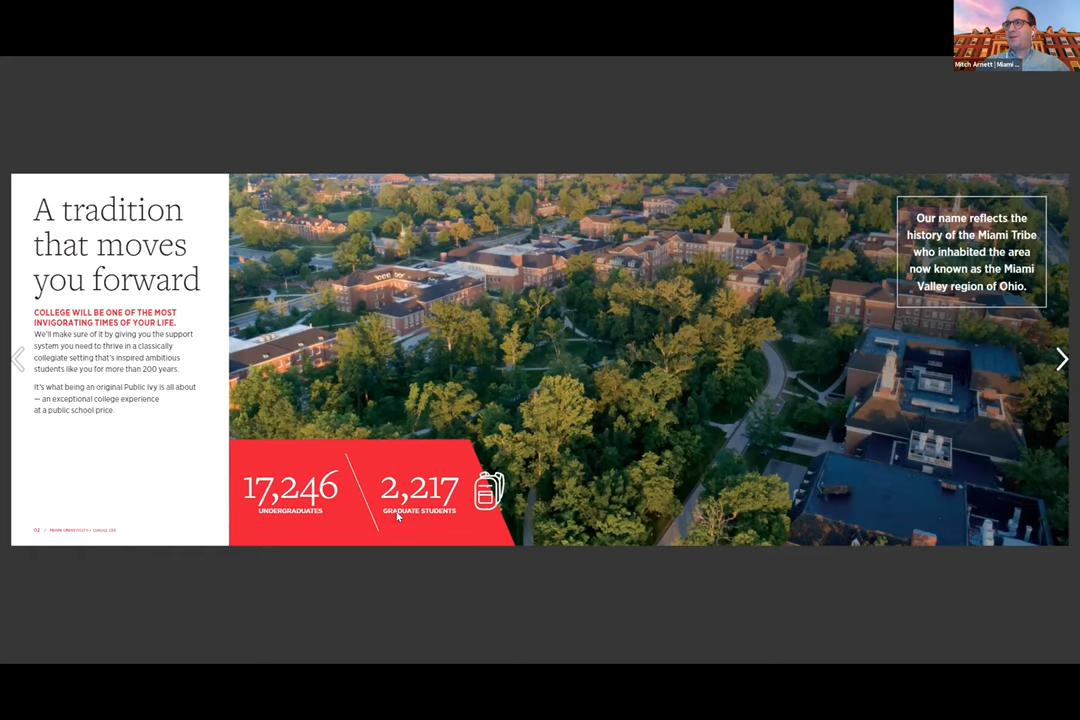 Mitch Arnett | Miami ...
A tradition
that moves
you forward
COLLEGE WILL BE ONE OF THE MOST
INVIGORATING TIMES OF YOUR LIFE.
We'll make sure of it by giving you the support
system you need to thrive in a classically
collegiate setting that's inspired ambitious
students like you for more than 200 years.
It's what being an original Public Ivy is all about
— an exceptional college experience
at a public school price.
02 / MIAMI UNIVERSITY •
17,246
UNDERGRADUATES
2,217
GRADUATE STUDENTS
Our name reflects the
history of the Miami Tribe
who inhabited the area
now known as the Miami
Valley region of Ohio.